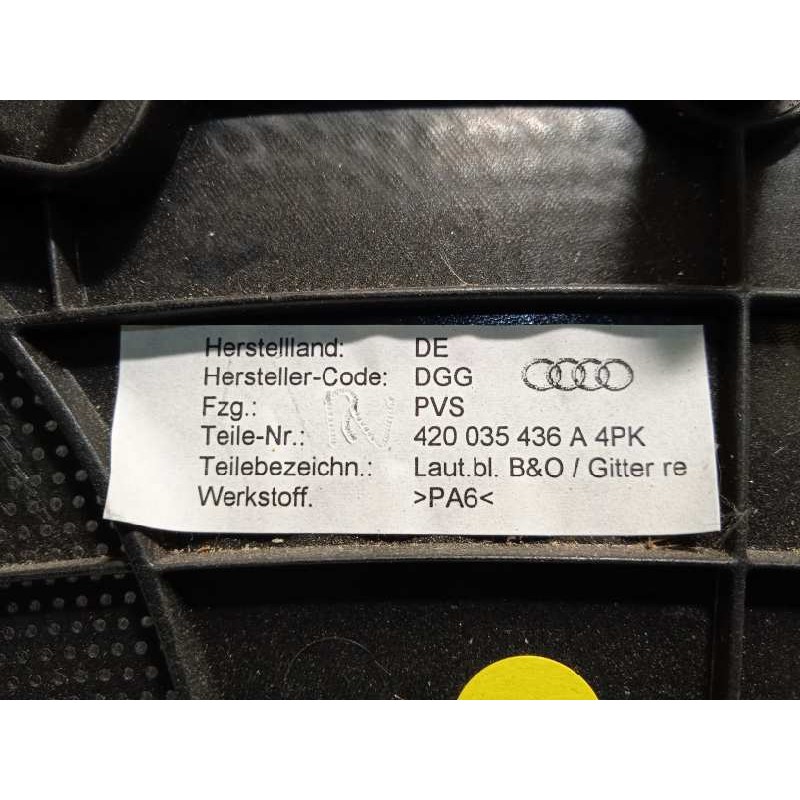 Herstellland: DE
Hersteller-Code: DGG
Fzg.: PVS
Teile-Nr.: 420 035 436 A 4PK
Teilebezeichn.: Laut.bl. B&O / Gitter re
Werkstoff. >PA6<